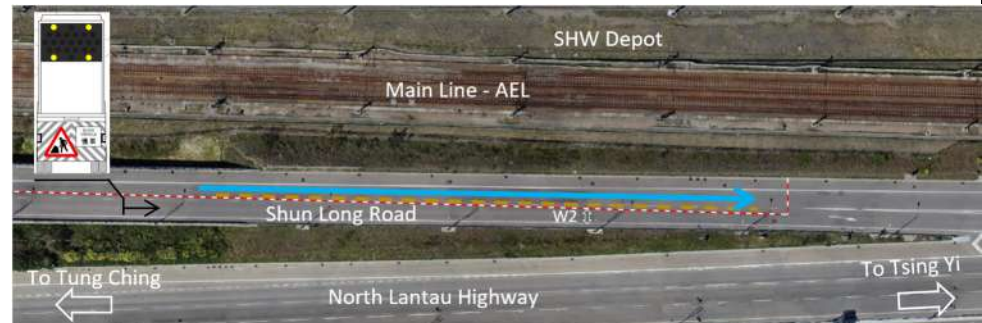 SHW Depot
Main Line - AEL
Shun Long Road
W2
To Tung Ching
To Tsing Yi
North Lantau Highway